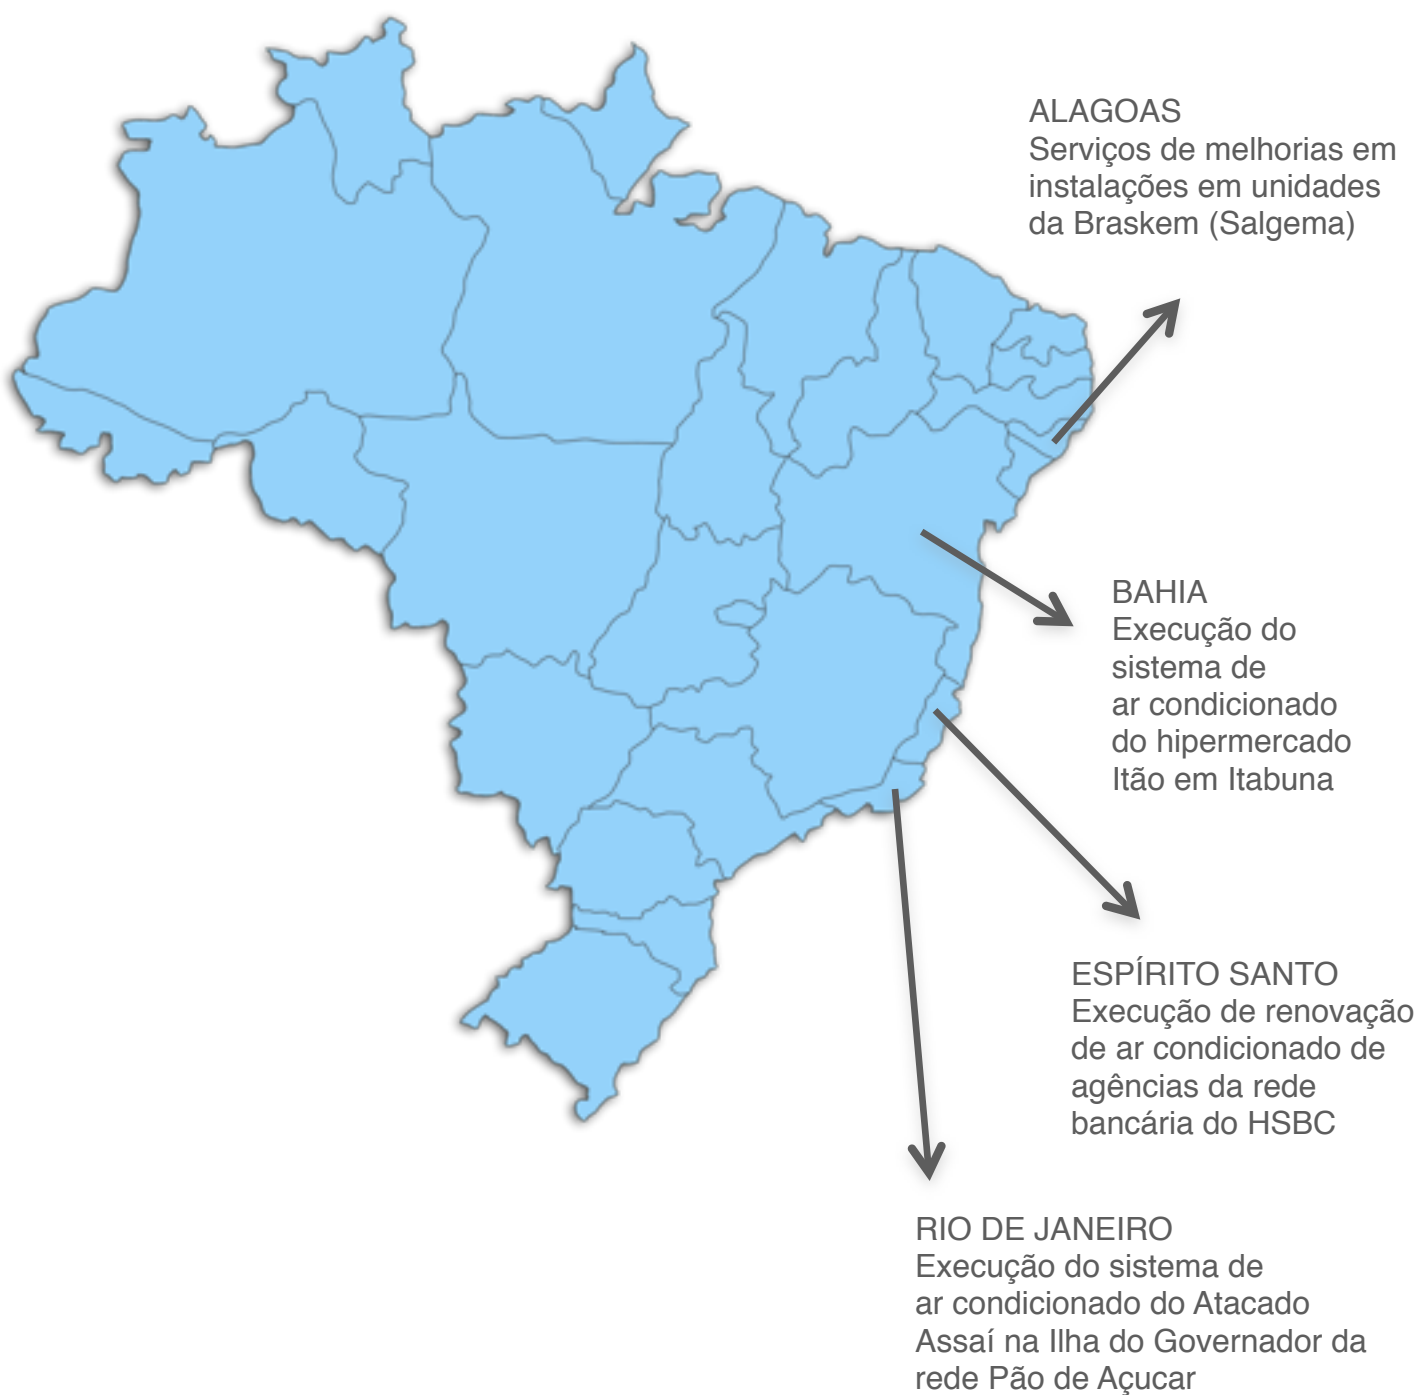 ALAGOAS
Serviços de melhorias em
instalações em unidades
da Braskem (Salgema)
BAHIA
Execução do
sistema de
ar condicionado
do hipermercado
Itão em Itabuna
ESPÍRITO SANTO
Execução de renovação
de ar condicionado de
agências da rede
bancária do HSBC
RIO DE JANEIRO
Execução do sistema de
ar condicionado do Atacado
Assaí na Ilha do Governador da
rede Pão de Açucar